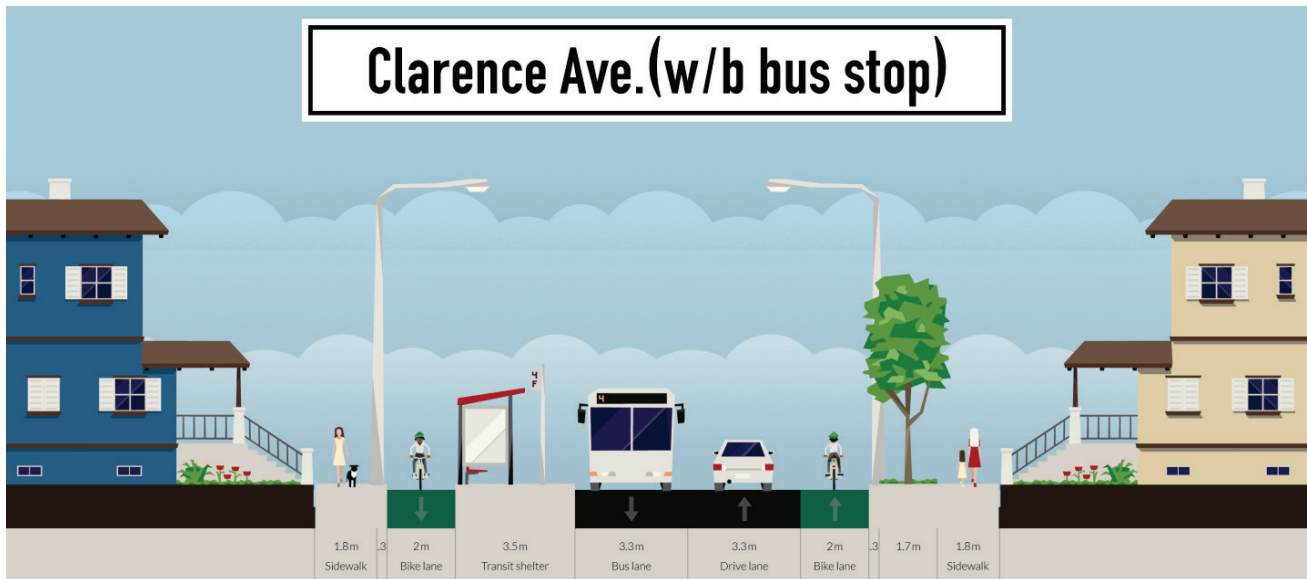 Clarence Ave.(w/b bus stop)
4
F
4
1.8m .3 2m 3.5m 3.3m 3.3m 2m .3 1.7m 1.8m
Sidewalk Bike lane Transit shelter Bus lane Drive lane Bike lane Sidewalk